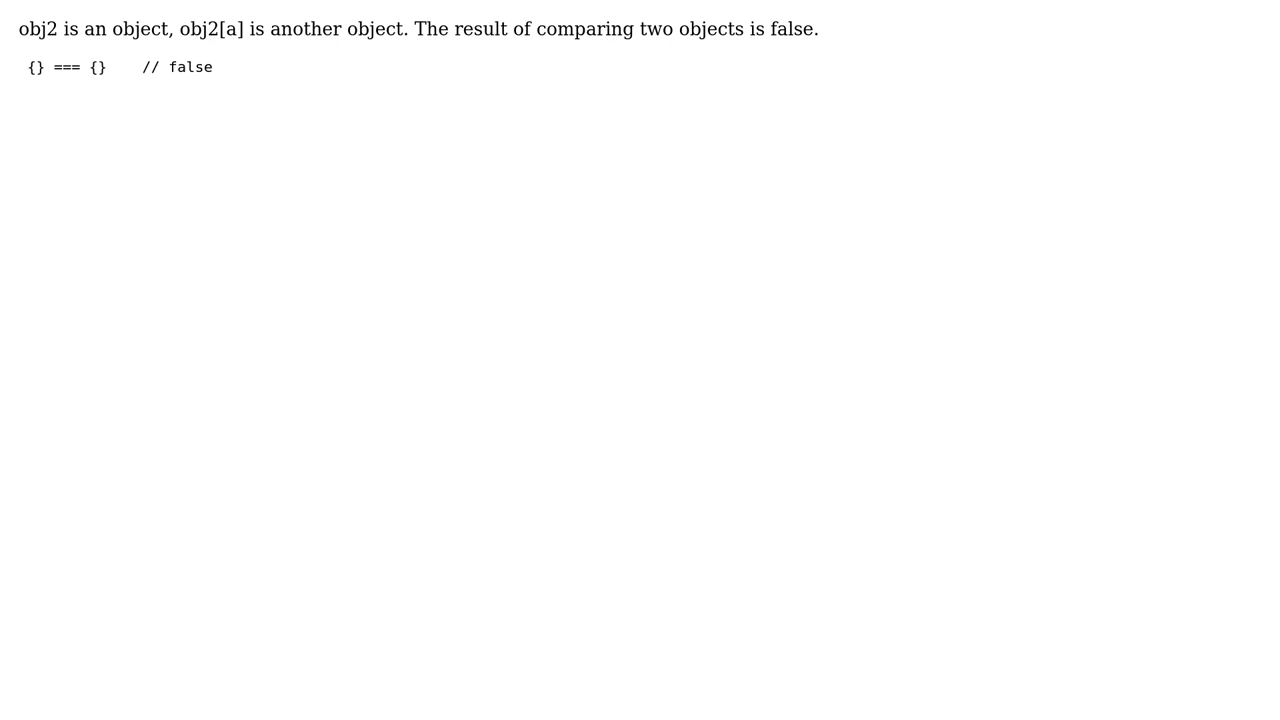 obj2 is an object, obj2[a] is another object. The result of comparing two objects is false.
{} === {}    // false